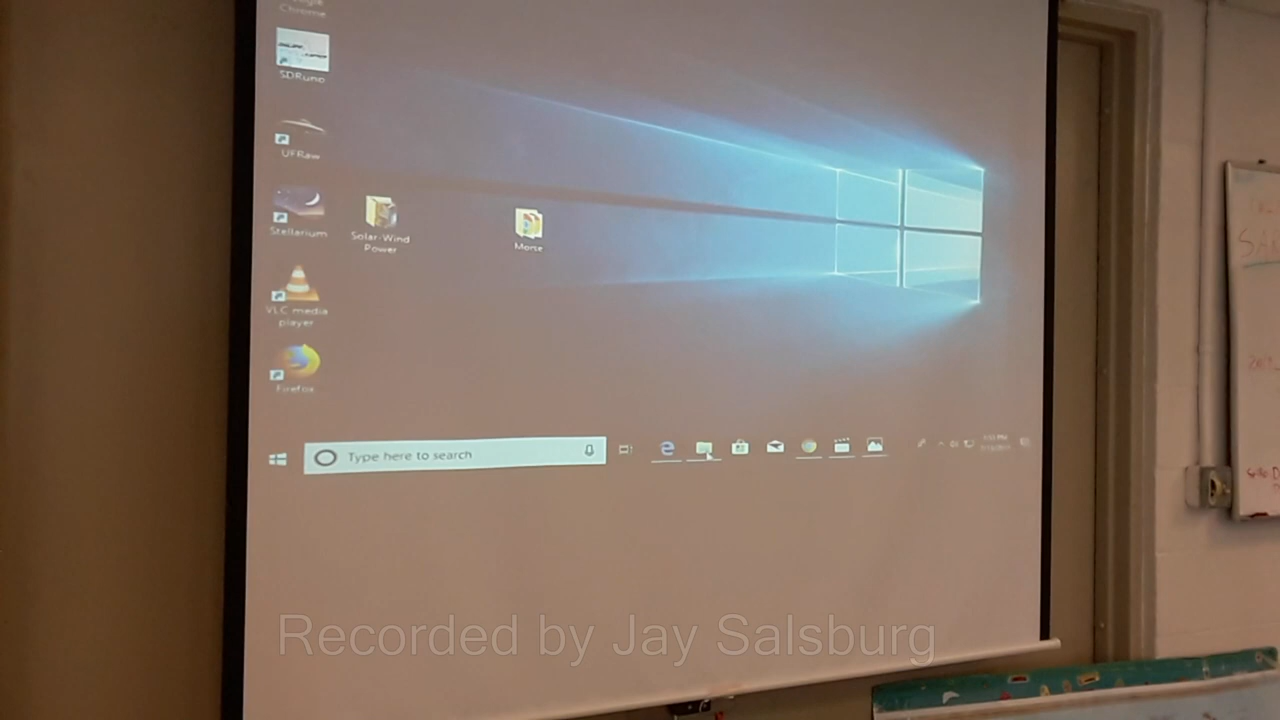 Chrome
SDRuno
UFRaw
Stellarium
Solar-Wind
Power
Morse
VLC media
player
Firefox
Type here to search
Recorded by Jay Salsburg